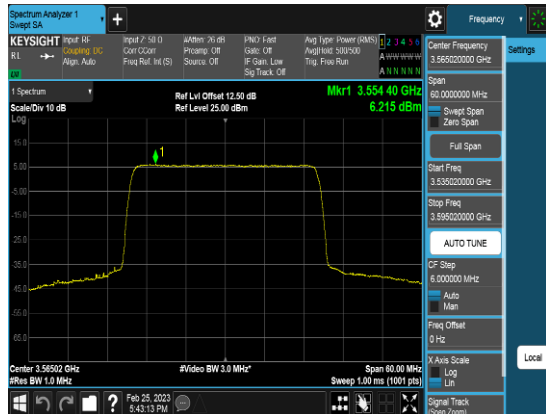 Spectrum Analyzer 1
Swept SA
+
Frequency
KEYSIGHT
Input: RF
Coupling: DC
Align: Auto
Input Z: 50 Ω
Corr CCorr
Freq Ref: Int (S)
#Atten: 26 dB
Preamp: Off
Source: Off
PNO: Fast
Gate: Off
IF Gain: Low
Sig Track: Off
Avg Type: Power (RMS)
Avg|Hold: 500/500
Trig: Free Run
1 2 3 4 5 6
A W W W W W
A N N N N N
1 Spectrum
Scale/Div 10 dB
Ref Lvl Offset 12.50 dB
Ref Level 25.00 dBm
Mkr1 3.554 40 GHz
6.215 dBm
Log
15.0
5.00
-5.00
-15.0
-25.0
-35.0
-45.0
-55.0
-65.0
1
Center 3.56502 GHz
#Res BW 1.0 MHz
#Video BW 3.0 MHz*
Span 60.00 MHz
Sweep 1.00 ms (1001 pts)
Feb 25, 2023
5:43:13 PM
Center Frequency
3.565020000 GHz
Settings
Span
60.0000000 MHz
Swept Span
Zero Span
Full Span
Start Freq
3.535020000 GHz
Stop Freq
3.595020000 GHz
AUTO TUNE
CF Step
6.000000 MHz
Auto
Man
Freq Offset
0 Hz
X Axis Scale
Log
Lin
Local
Signal Track
(Span Zoom)